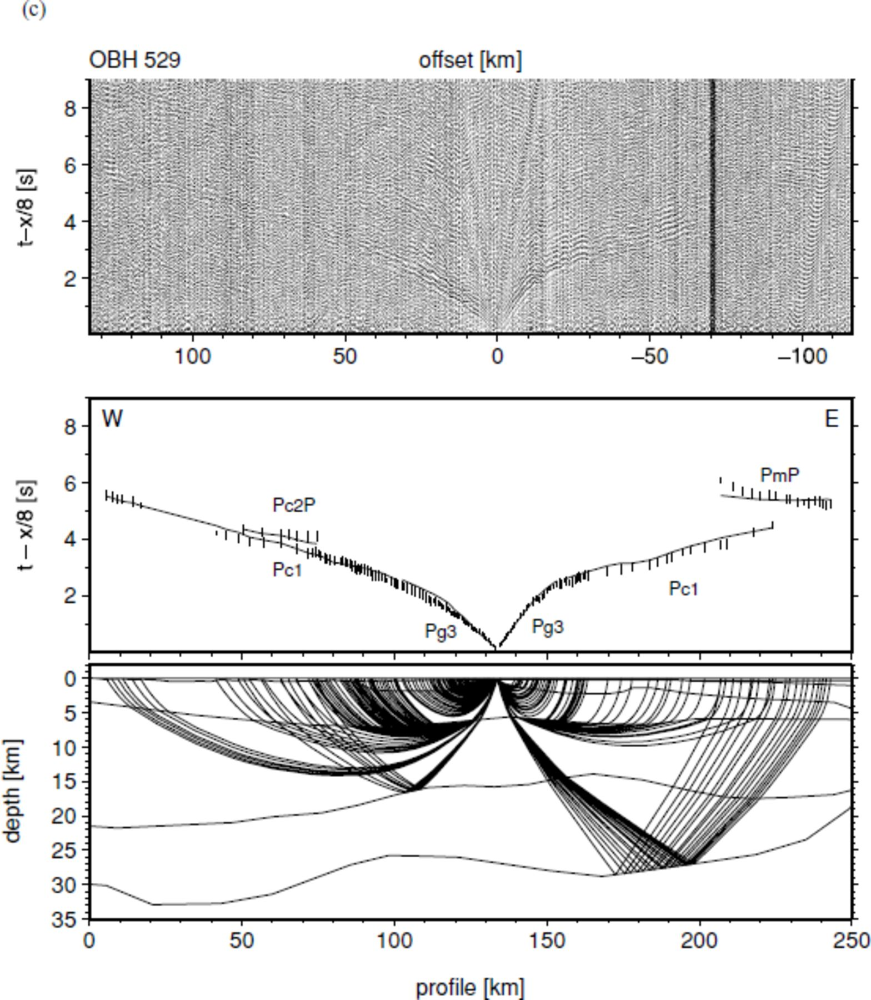 (c)
OBH 529 offset [km]
8
6
4
2
t–x/8 [s]
100 50 0 –50 –100
W E
8
6
4
2
t – x/8 [s]
PmP
Pc2P
Pc1
Pc1
Pg3 Pg3
0
5
10
15
20
25
30
35
depth [km]
0 50 100 150 200 250
profile [km]